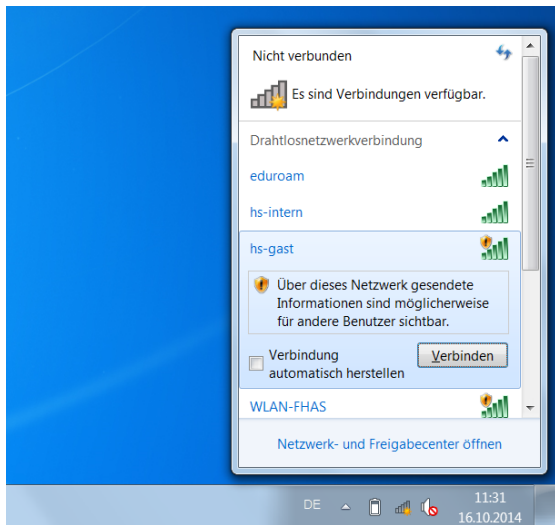 Nicht verbunden
Es sind Verbindungen verfügbar.
Drahtlosnetzwerkverbindung
eduroam
hs-intern
hs-gast
Über dieses Netzwerk gesendete
Informationen sind möglicherweise
für andere Benutzer sichtbar.
Verbindung
automatisch herstellen
Verbinden
WLAN-FHAS
Netzwerk- und Freigabecenter öffnen
DE
11:31
16.10.2014